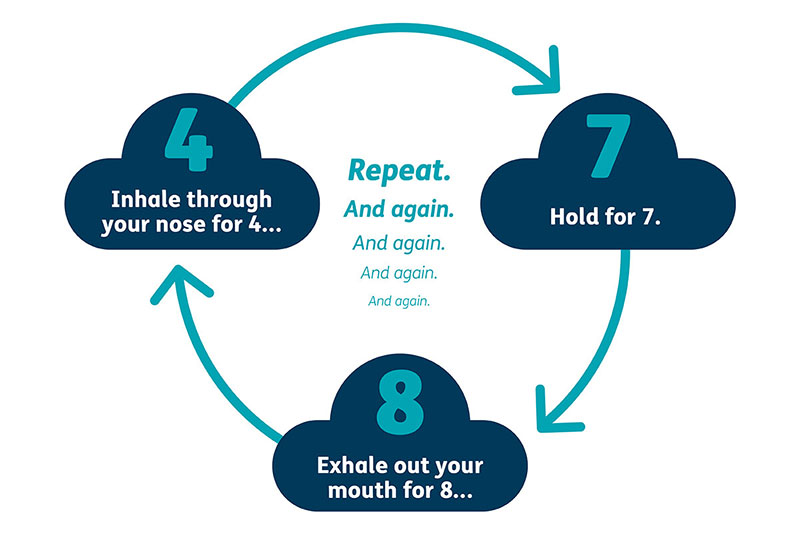 4
Inhale through
your nose for 4...
7
Hold for 7.
8
Exhale out your
mouth for 8...
Repeat.
And again.
And again.
And again.
And again.